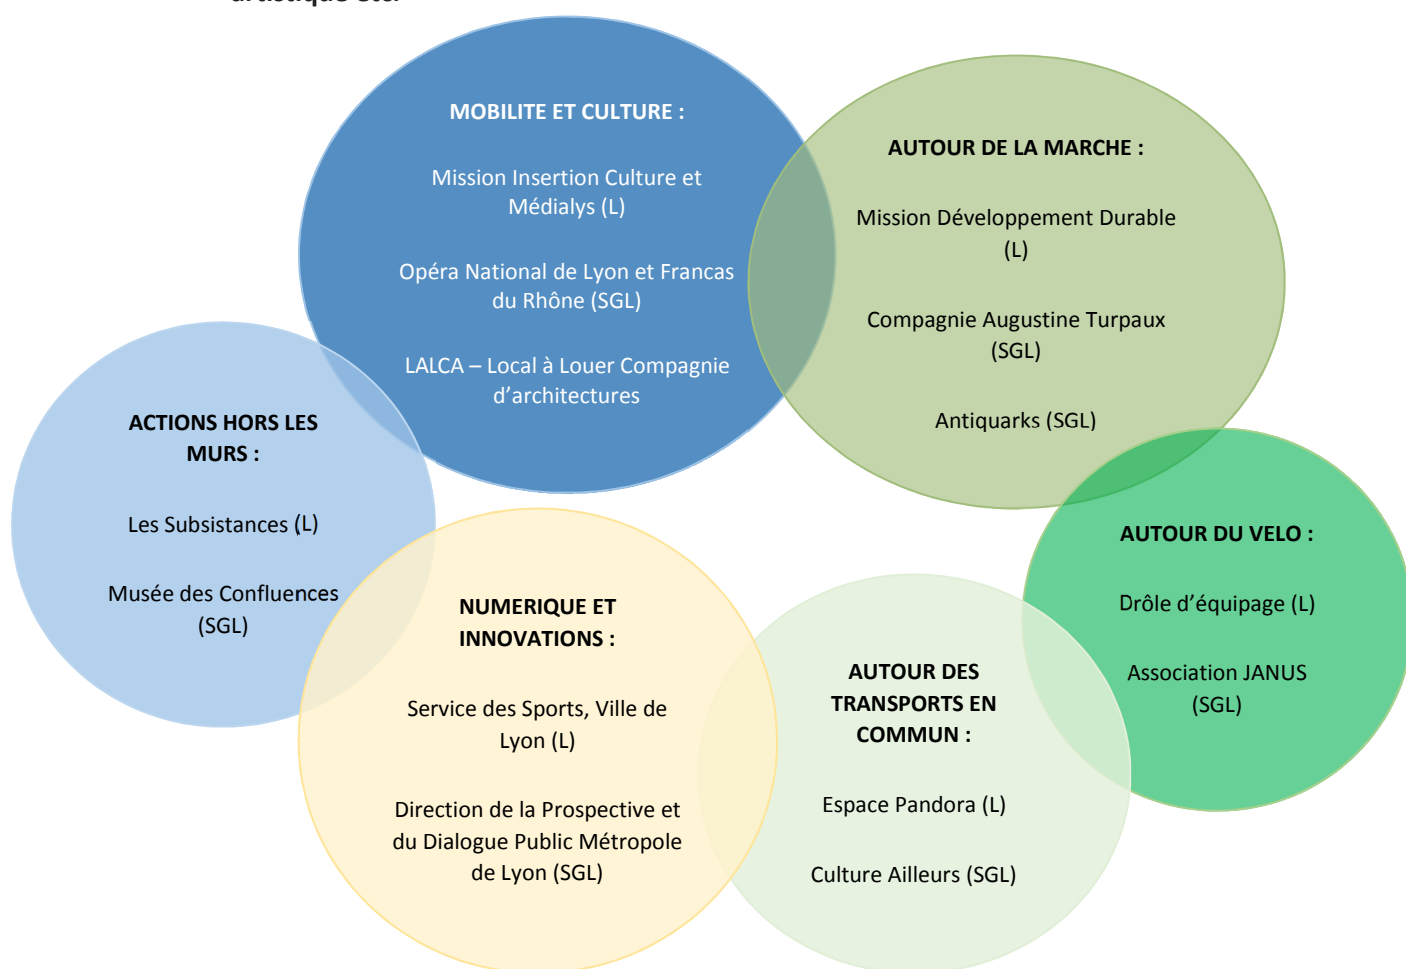 artistique etc.
MOBILITE ET CULTURE :
Mission Insertion Culture et
Médialys (L)
Opéra National de Lyon et Francas
du Rhône (SGL)
LALCA – Local à Louer Compagnie
d’architectures
AUTOUR DE LA MARCHE :
Mission Développement Durable
(L)
Compagnie Augustine Turpaux
(SGL)
Antiquarks (SGL)
ACTIONS HORS LES
MURS :
Les Subsistances (L)
Musée des Confluences
(SGL)
NUMERIQUE ET
INNOVATIONS :
Service des Sports, Ville de
Lyon (L)
Direction de la Prospective et
du Dialogue Public Métropole
de Lyon (SGL)
AUTOUR DES
TRANSPORTS EN
COMMUN :
Espace Pandora (L)
Culture Ailleurs (SGL)
AUTOUR DU VELO :
Drôle d’équipage (L)
Association JANUS
(SGL)